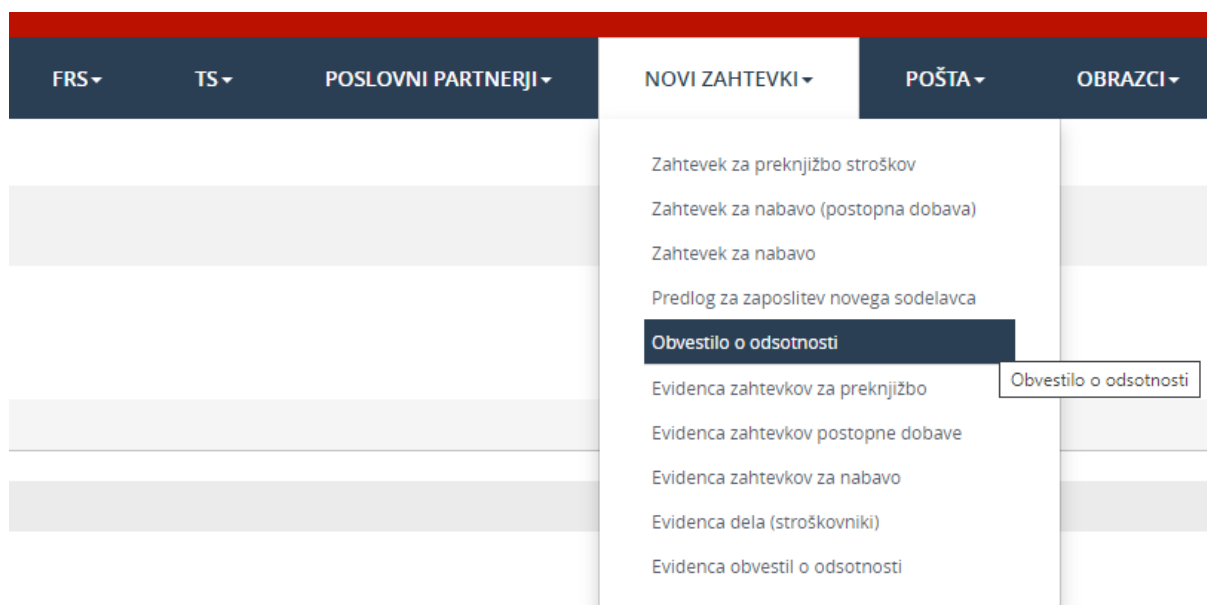 FRS TS POSLOVNI PARTNERJI NOVI ZAHTEVKI POŠTA OBRAZCI
Zahtevek za preknjižbo stroškov
Zahtevek za nabavo (postopna dobava)
Zahtevek za nabavo
Predlog za zaposlitev novega sodelavca
Obvestilo o odsotnosti
Obvestilo o odsotnosti
Evidenca zahtevkov za preknjižbo
Evidenca zahtevkov postopne dobave
Evidenca zahtevkov za nabavo
Evidenca dela (stroškovniki)
Evidenca obvestil o odsotnosti